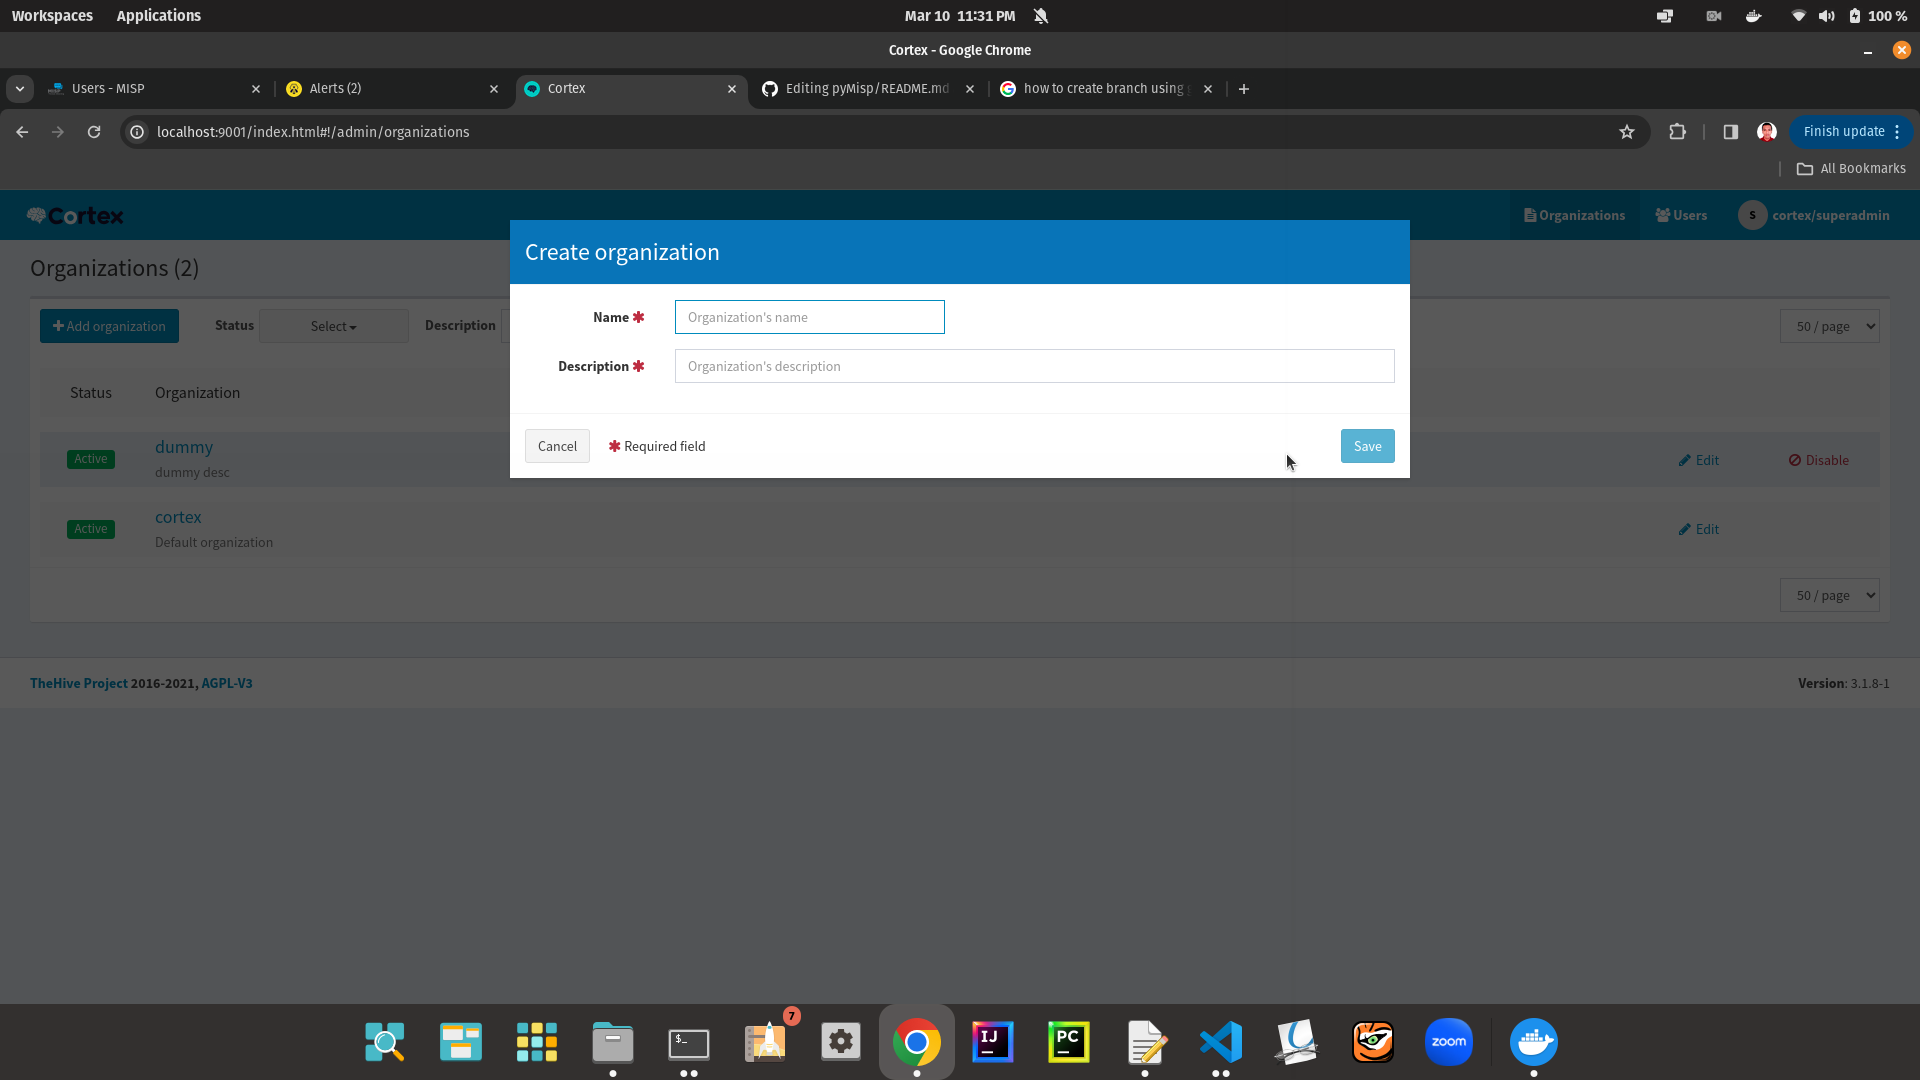 Workspaces Applications Mar 10 11:31 PM 100 %
Cortex - Google Chrome
Users - MISP Alerts (2) Cortex Editing pyMisp/README.md how to create branch using
localhost:9001/index.html#!/admin/organizations Finish update
All Bookmarks
Cortex Organizations Users S cortex/superadmin
Create organization
Organizations (2)
Name Organization's name
Add organization Status Select Description 50 / page
Description Organization's description
Status Organization
Cancel Required field Save
dummy
Active Edit Disable
dummy desc
cortex
Active Edit
Default organization
50 / page
TheHive Project 2016-2021, AGPL-V3 Version: 3.1.8-1
7
$_ IJ PC zoom